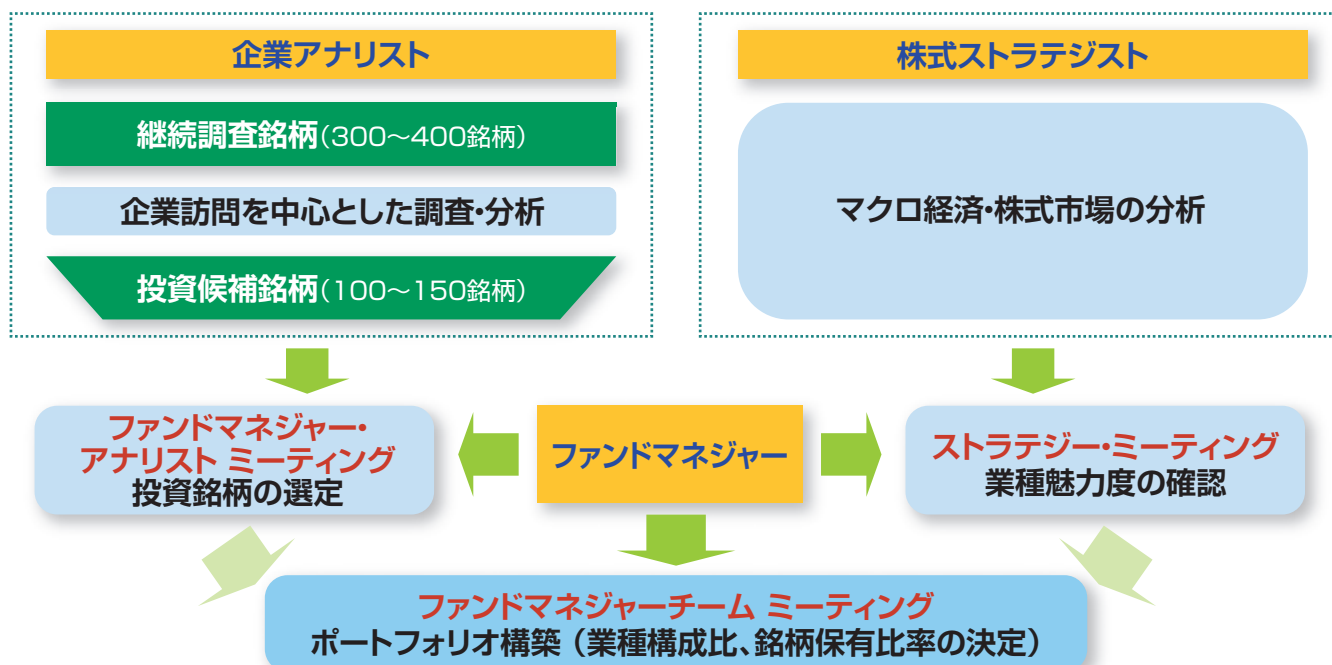 企業アナリスト
継続調査銘柄(300〜400銘柄)
企業訪問を中心とした調査・分析
投資候補銘柄(100〜150銘柄)
株式ストラテジスト
マクロ経済・株式市場の分析
ファンドマネジャー・
アナリスト ミーティング
投資銘柄の選定
ファンドマネジャー
ストラテジー・ミーティング
業種魅力度の確認
ファンドマネジャーチーム ミーティング
ポートフォリオ構築(業種構成比、銘柄保有比率の決定)